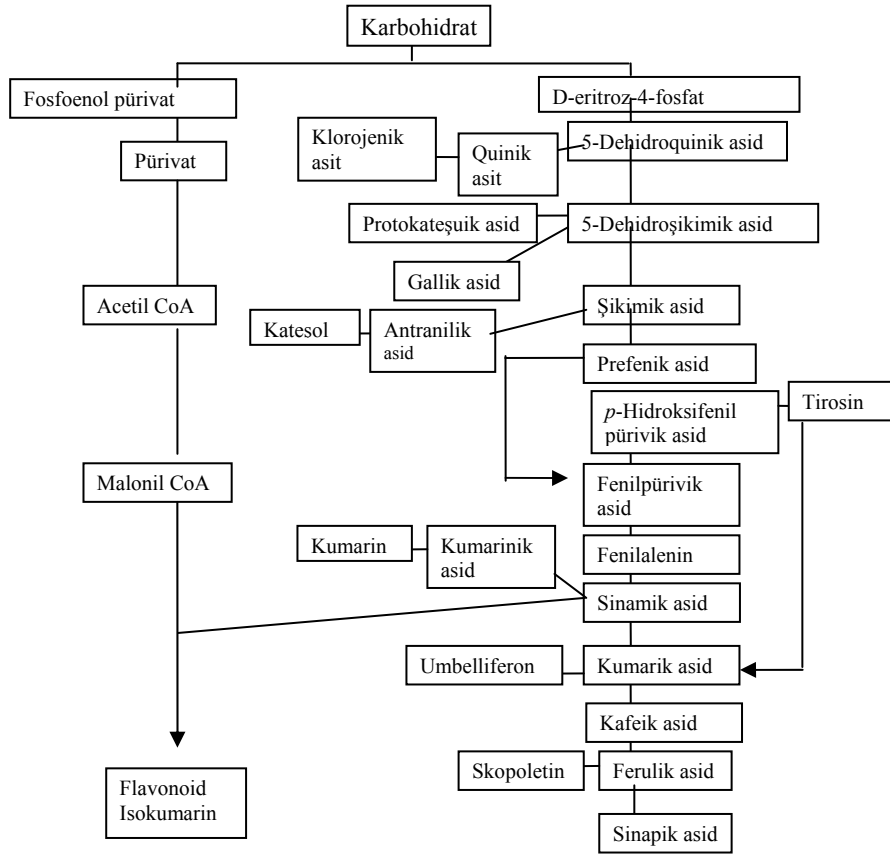 Karbohidrat
Fosfoenol pürivat
D-eritroz-4-fosfat
Klorojenik
asit
Quinik
asit
5-Dehidroquinik asid
Pürivat
Protokateşuik asid
5-Dehidroşikimik asid
Gallik asid
Acetil CoA
Katesol
Antranilik
asid
Şikimik asid
Prefenik asid
Tirosin
p-Hidroksifenil
pürivik asid
Malonil CoA
Fenilpürivik
asid
Kumarin
Kumarinik
asid
Fenilalenin
Sinamik asid
Umbelliferon
Kumarik asid
Kafeik asid
Skopoletin
Ferulik asid
Flavonoid
Isokumarin
Sinapik asid